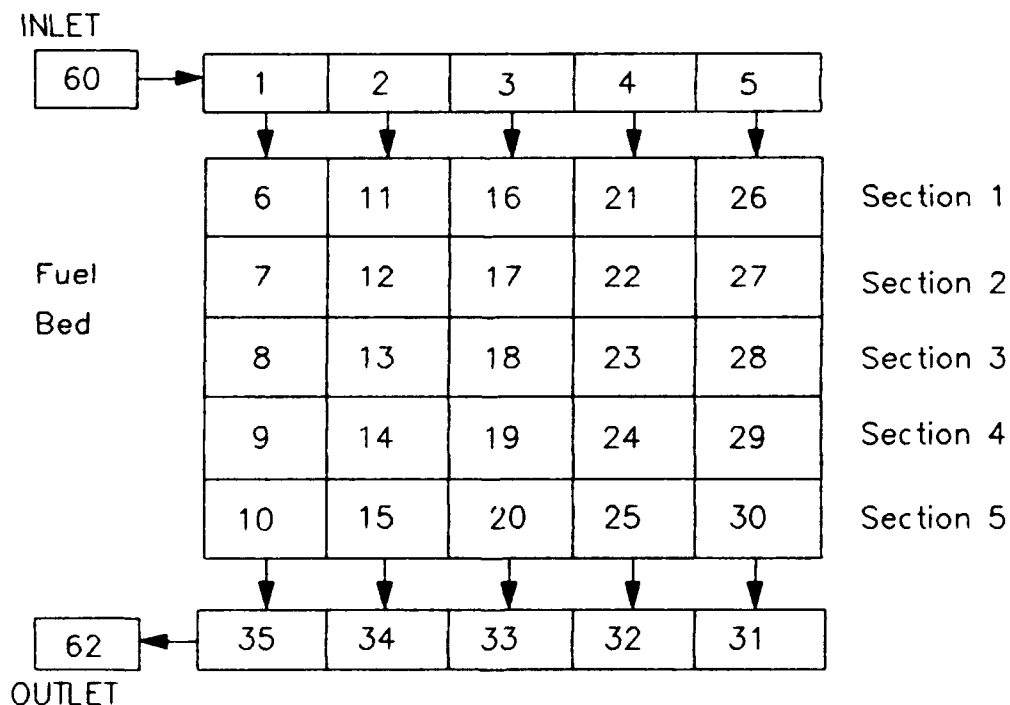 INLET
60 1 2 3 4 5
6 11 16 21 26 Section 1
Fuel 7 12 17 22 27 Section 2
Bed
8 13 18 23 28 Section 3
9 14 19 24 29 Section 4
10 15 20 25 30 Section 5
62 35 34 33 32 31
OUTLET